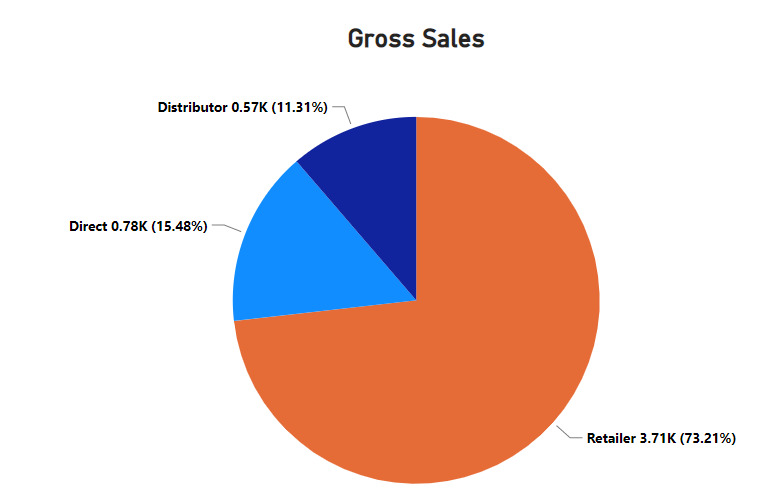 Gross Sales
Distributor 0.57K (11.31%)
Direct 0.78K (15.48%)
Retailer 3.71K (73.21%)